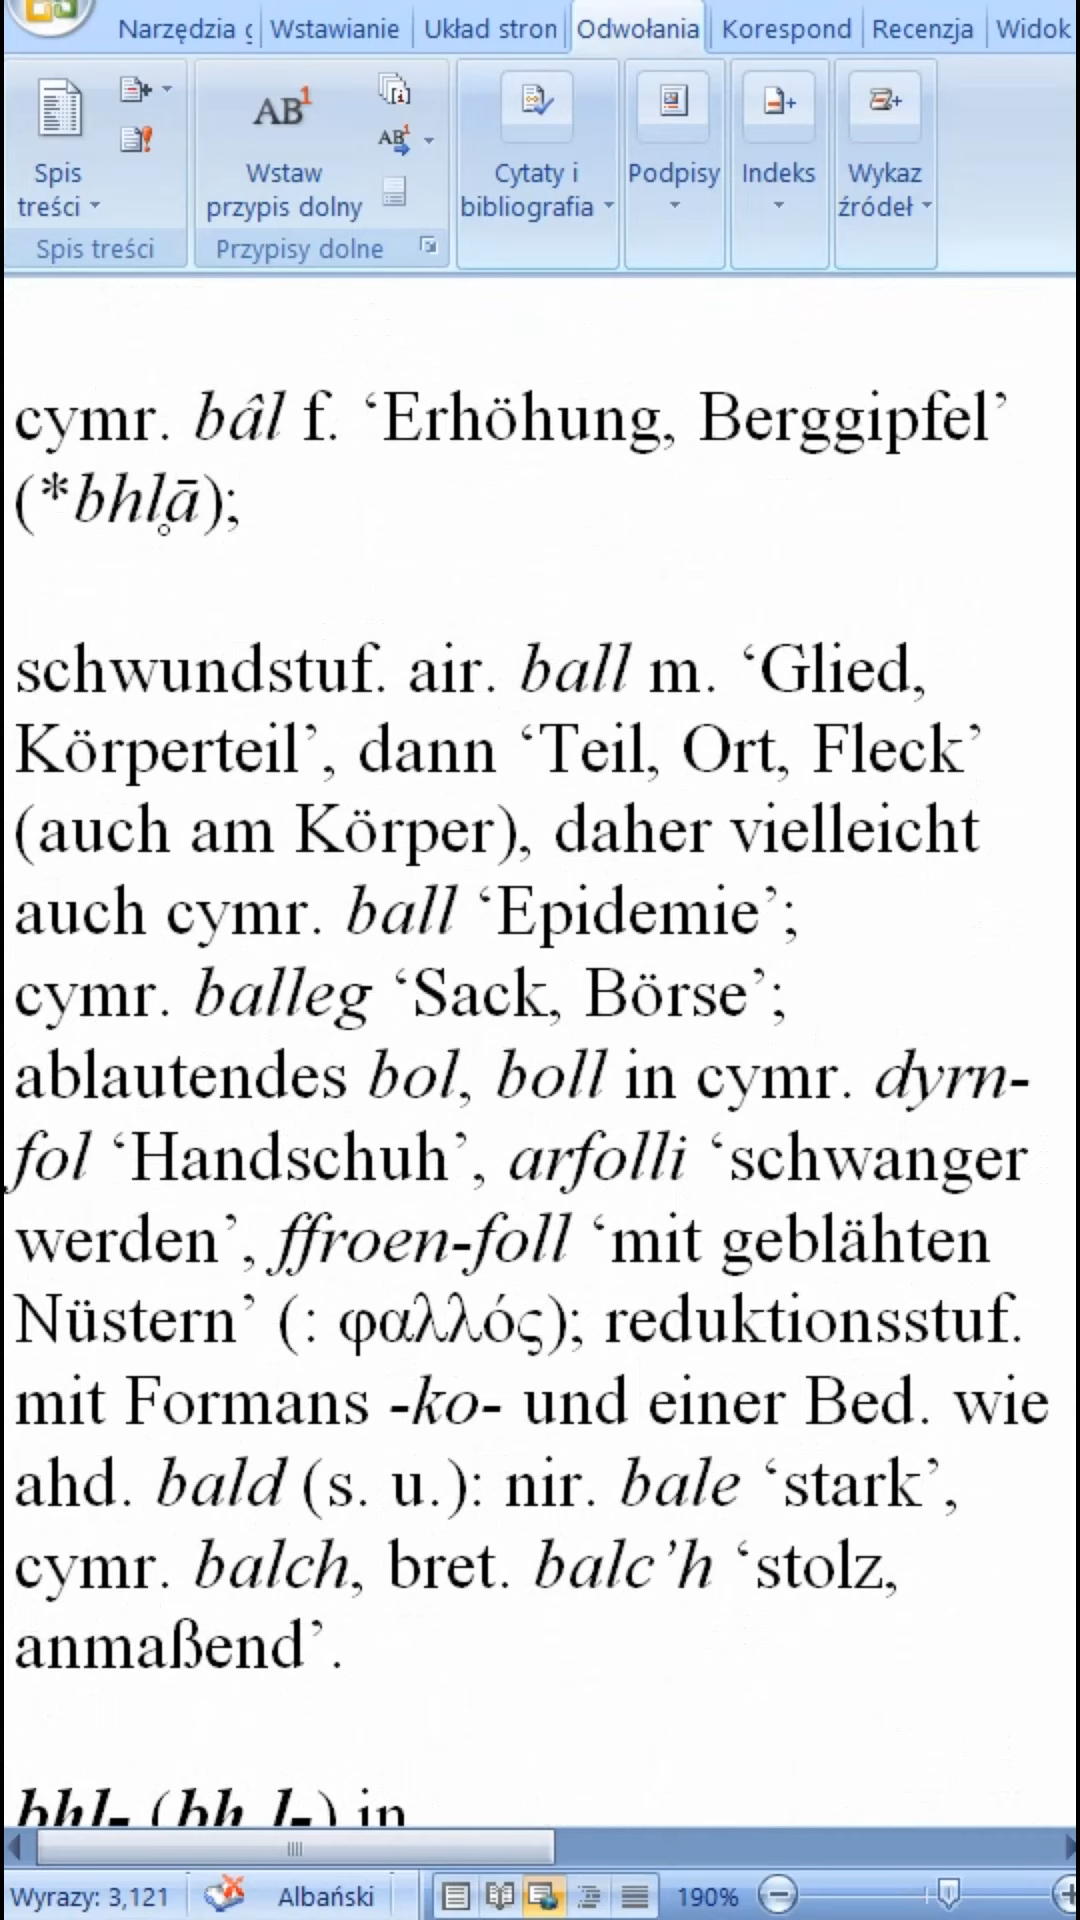 Narzędzia g Wstawianie Układ stron Odwołania Korespond Recenzja Widok
AB1
Spis treści
Wstaw przypis dolny
AB1
Cytaty i bibliografia
Podpisy
Indeks
Wykaz źródeł
Spis treści
Przypisy dolne
cymr. bâl f. ‘Erhöhung, Berggipfel’
(*bhl̥ā);
schwundstuf. air. ball m. ‘Glied,
Körperteil’, dann ‘Teil, Ort, Fleck’
(auch am Körper), daher vielleicht
auch cymr. ball ‘Epidemie’;
cymr. balleg ‘Sack, Börse’;
ablautendes bol, boll in cymr. dyrn-
fol ‘Handschuh’, arfolli ‘schwanger
werden’, ffroen-foll ‘mit geblähten
Nüstern’ (: φαλλός); reduktionsstuf.
mit Formans -ko- und einer Bed. wie
ahd. bald (s. u.): nir. bale ‘stark’,
cymr. balch, bret. balc’h ‘stolz,
anmaßend’.
bhl- in
Wyrazy: 3,121 Albański 190%